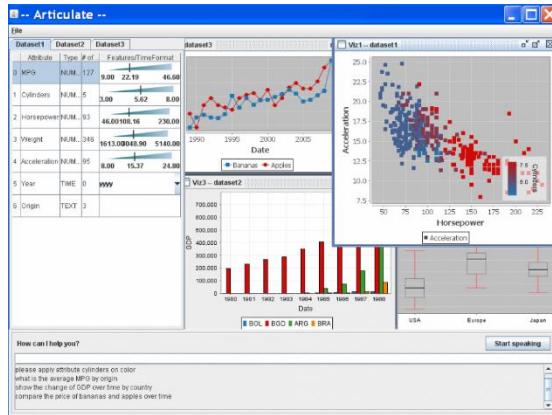 -- Articulate --
File
Dataset1 Dataset2 Dataset3
Attribute Type # of Features/TimeFormat
0 MPG NUM... 127 9.00 22.19 46.60
1 Cylinders NUM... 5 3.00 5.62 8.00
2 Horsepower NUM... 93 46.00 108.16 230.00
3 Weight NUM... 346 1613.00 3048.90 5140.00
4 Acceleration NUM... 95 8.00 15.37 24.80
5 Year TIME 0 yyyy
6 Origin TEXT 3
dataset3
1990 1995 2000 2005
Date
Bananas Apples
Viz1 -- dataset1
Acceleration
25.0
22.5
20.0
17.5
15.0
12.5
10.0
7.5
50 75 100 125 150 175 200 225
Horsepower
Cylinders
Acceleration
Viz3 -- dataset2
GDP
700,000
600,000
500,000
400,000
300,000
200,000
100,000
0
1980 1981 1982 1983 1984 1985 1986 1987 1988
Date
BOL BGD ARG BRA
USA Europe Japan
How can I help you?
Start speaking
please apply attribute cylinders on color
what is the average MPG by origin
show the change of GDP over time by country
compare the price of bananas and apples over time